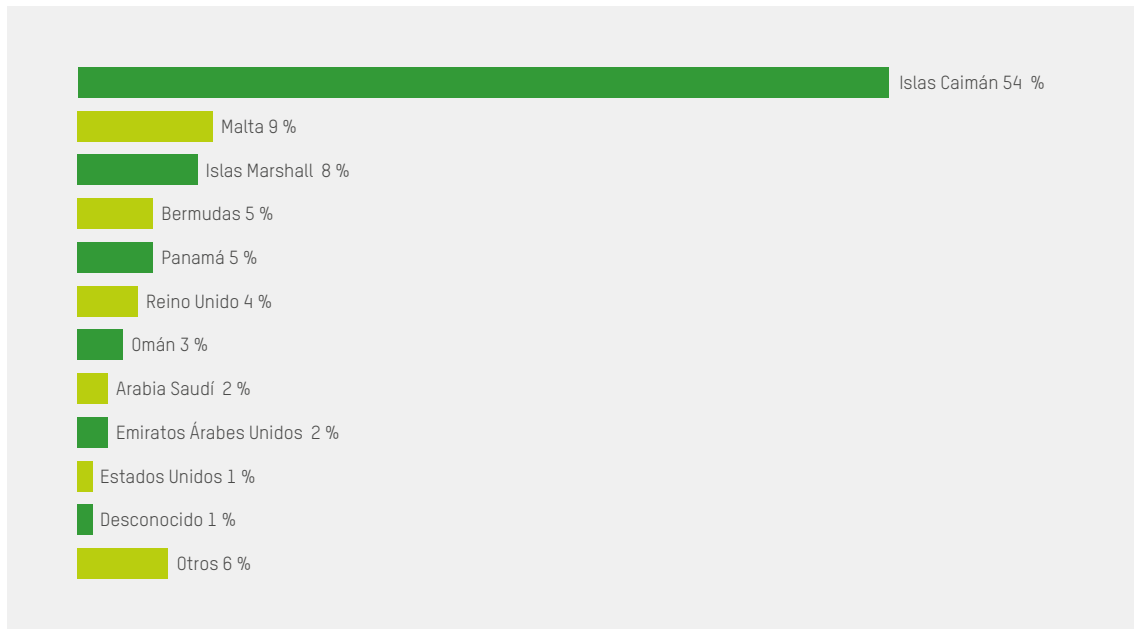 Islas Caimán 54 %
Malta 9 %
Islas Marshall 8 %
Bermudas 5 %
Panamá 5 %
Reino Unido 4 %
Omán 3 %
Arabia Saudí 2 %
Emiratos Árabes Unidos 2 %
Estados Unidos 1 %
Desconocido 1 %
Otros 6 %